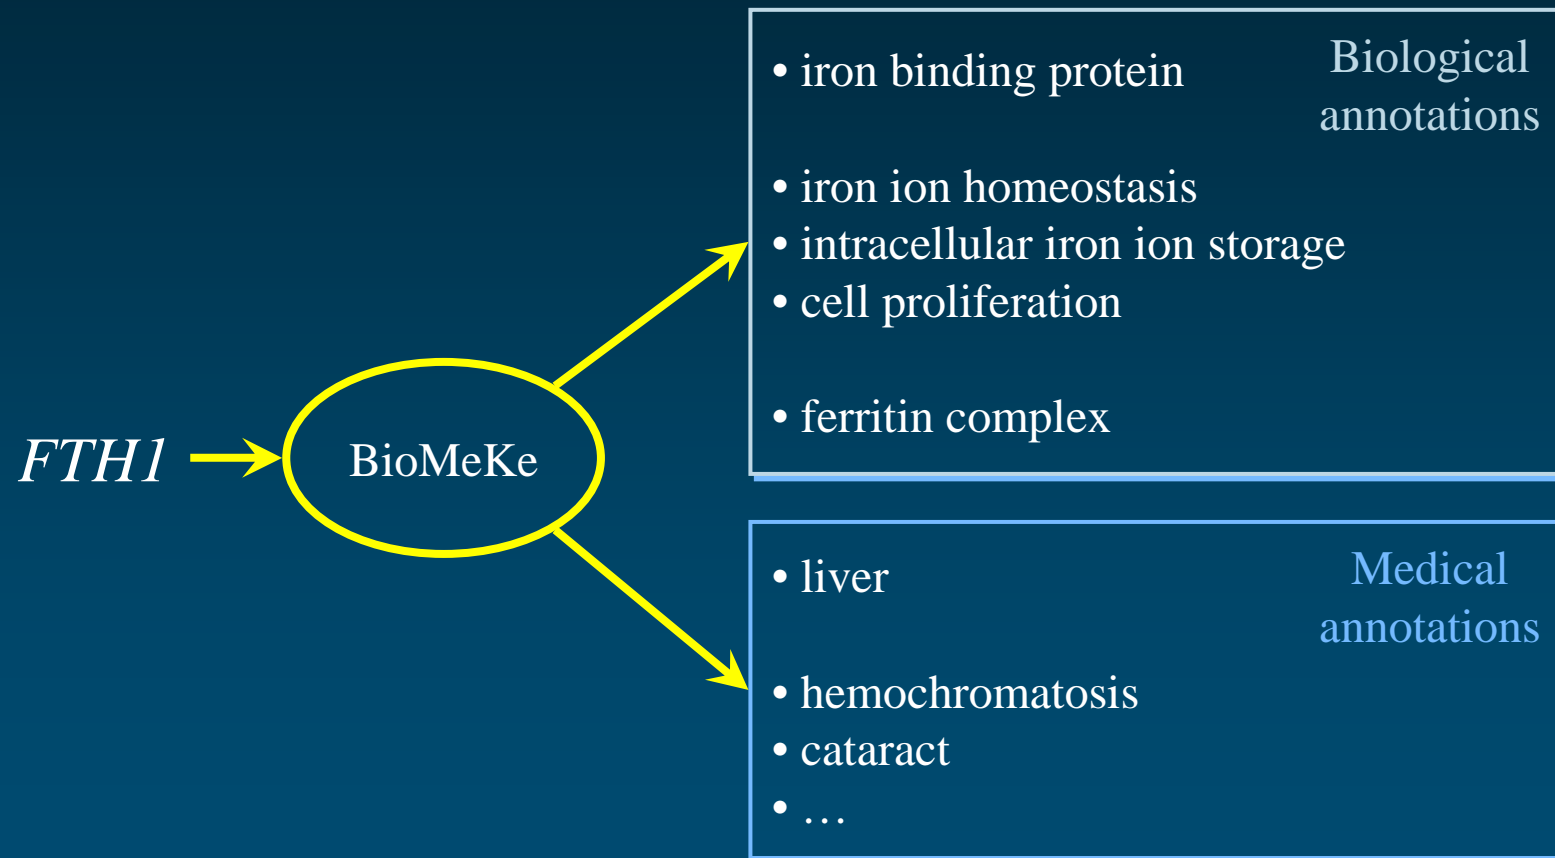 FTH1
BioMeKe
Biological
annotations
• iron binding protein
• iron ion homeostasis
• intracellular iron ion storage
• cell proliferation
• ferritin complex
Medical
annotations
• liver
• hemochromatosis
• cataract
• …